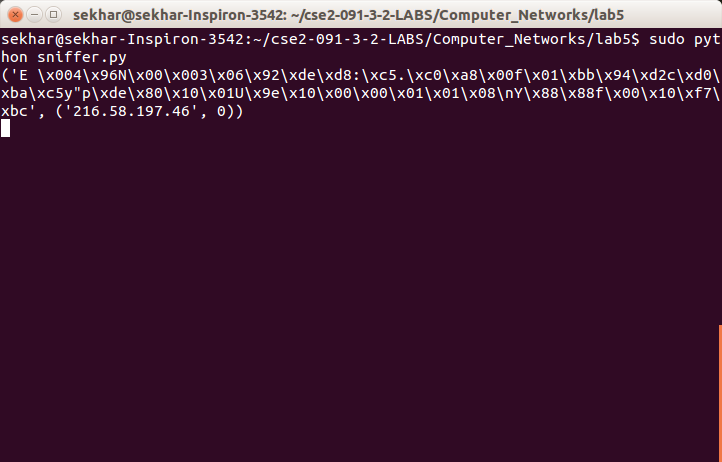 sekhar@sekhar-Inspiron-3542: ~/cse2-091-3-2-LABS/Computer_Networks/lab5
sekhar@sekhar-Inspiron-3542:~/cse2-091-3-2-LABS/Computer_Networks/lab5$ sudo pyt
hon sniffer.py
('E \x004\x96N\x00\x003\x06\x92\xde\xd8:\xc5.\xc0\xa8\x00f\x01\xbb\x94\xd2c\xd0\
xba\xc5y"p\xde\x80\x10\x01U\x9e\x10\x00\x00\x01\x01\x08\nY\x88\x88f\x00\x10\xf7\
xbc', ('216.58.197.46', 0))